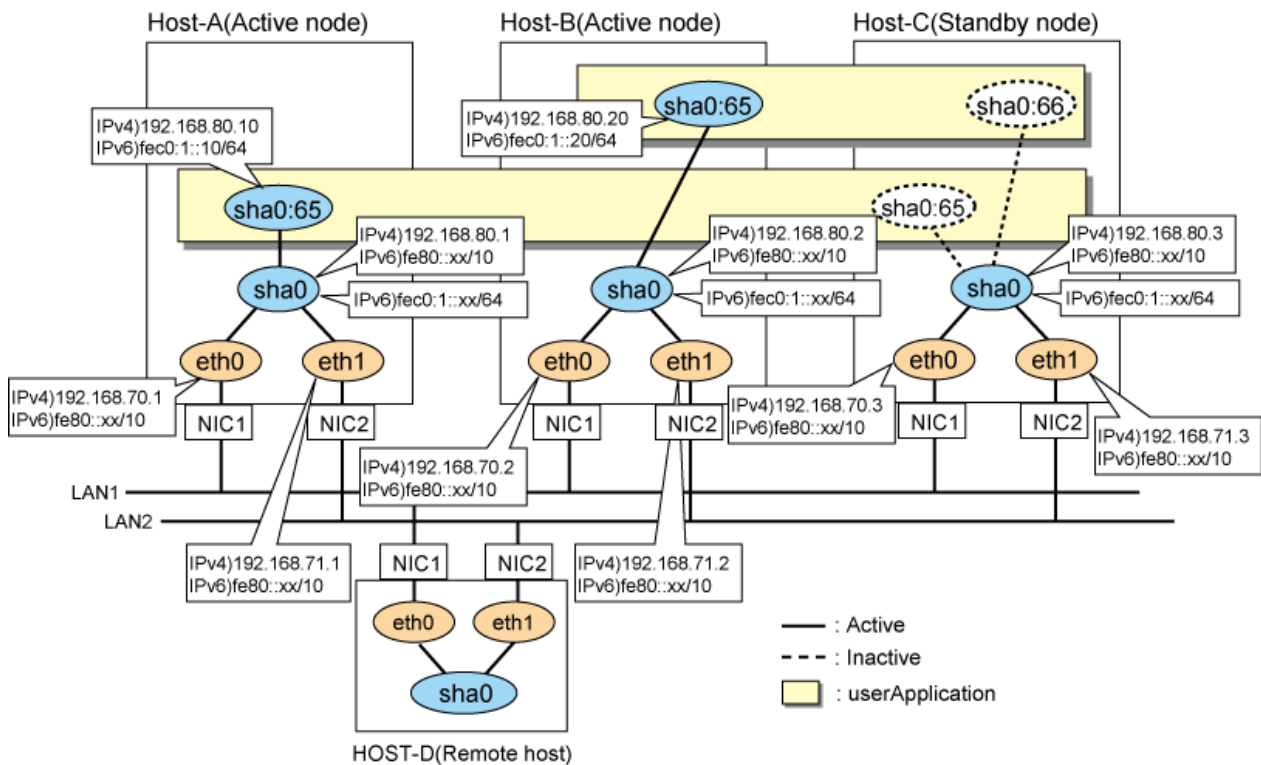 Host-A(Active node)
Host-B(Active node)
Host-C(Standby node)
sha0:65
sha0:66
IPv4)192.168.80.10
IPv6)fec0:1::10/64
IPv4)192.168.80.20
IPv6)fec0:1::20/64
sha0:65
sha0:65
IPv4)192.168.80.1
IPv6)fe80::xx/10
IPv4)192.168.80.2
IPv6)fe80::xx/10
IPv4)192.168.80.3
IPv6)fe80::xx/10
sha0
IPv6)fec0:1::xx/64
sha0
IPv6)fec0:1::xx/64
sha0
IPv6)fec0:1::xx/64
eth0
eth1
eth0
eth1
eth0
eth1
IPv4)192.168.70.1
IPv6)fe80::xx/10
NIC1
NIC2
NIC1
NIC2
IPv4)192.168.70.3
IPv6)fe80::xx/10
NIC1
NIC2
IPv4)192.168.71.3
IPv6)fe80::xx/10
IPv4)192.168.70.2
IPv6)fe80::xx/10
LAN1
LAN2
IPv4)192.168.71.1
IPv6)fe80::xx/10
NIC1
NIC2
IPv4)192.168.71.2
IPv6)fe80::xx/10
eth0
eth1
sha0
HOST-D(Remote host)
: Active
: Inactive
: userApplication